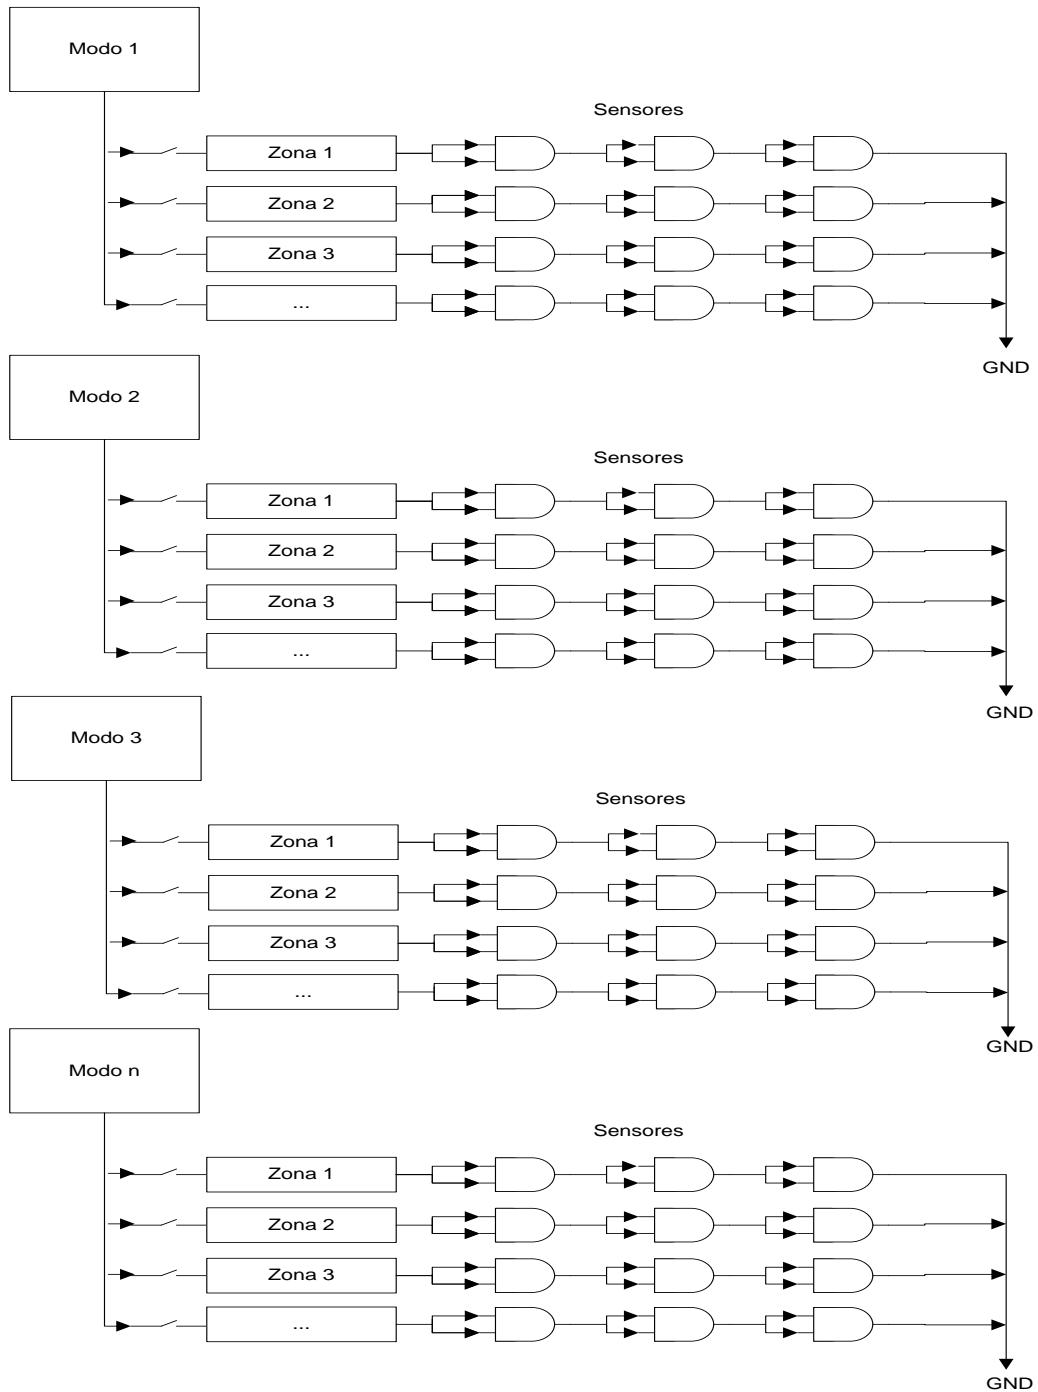 Modo 1
Sensores
Zona 1
Zona 2
Zona 3
...
GND
Modo 2
Sensores
Zona 1
Zona 2
Zona 3
...
GND
Modo 3
Sensores
Zona 1
Zona 2
Zona 3
...
GND
Modo n
Sensores
Zona 1
Zona 2
Zona 3
...
GND